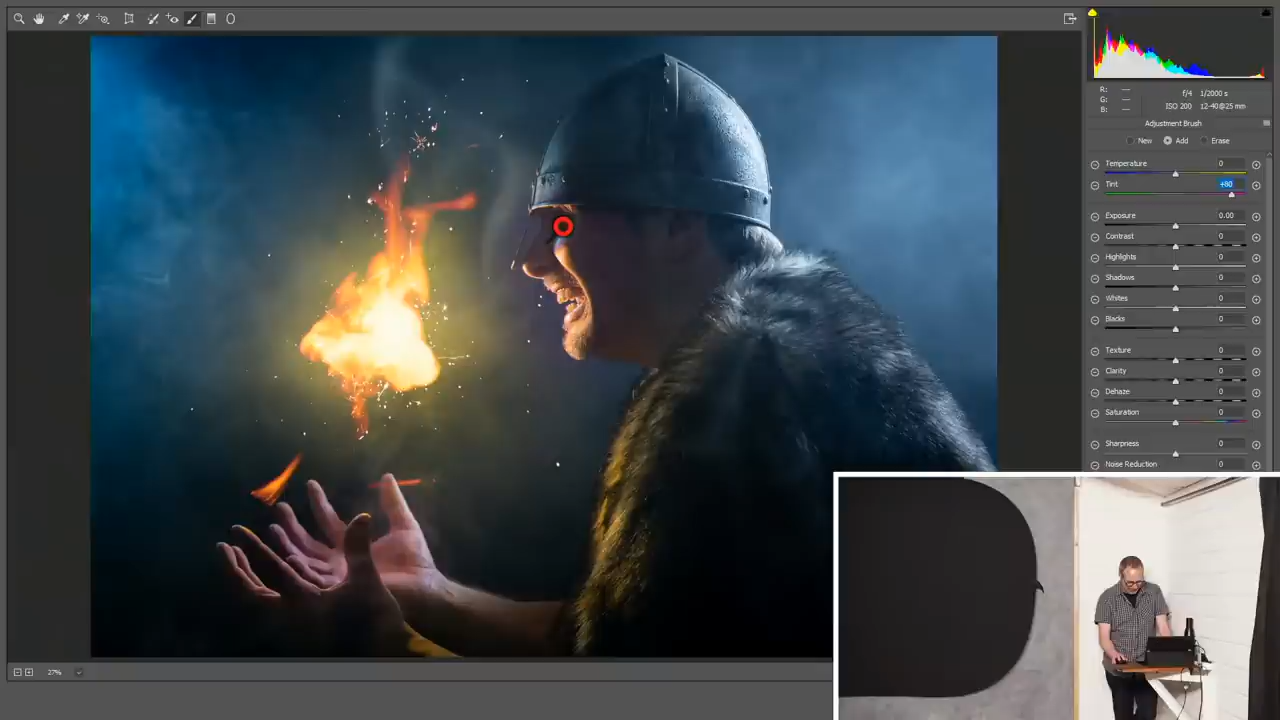 R: —
G: —
B: —
f/4 1/2000 s
ISO 200 12-40@25 mm
Adjustment Brush
New Add Erase
Temperature 0
Tint +80
Exposure 0.00
Contrast 0
Highlights 0
Shadows 0
Whites 0
Blacks 0
Texture 0
Clarity 0
Dehaze 0
Saturation 0
Sharpness 0
Noise Reduction 0
27%